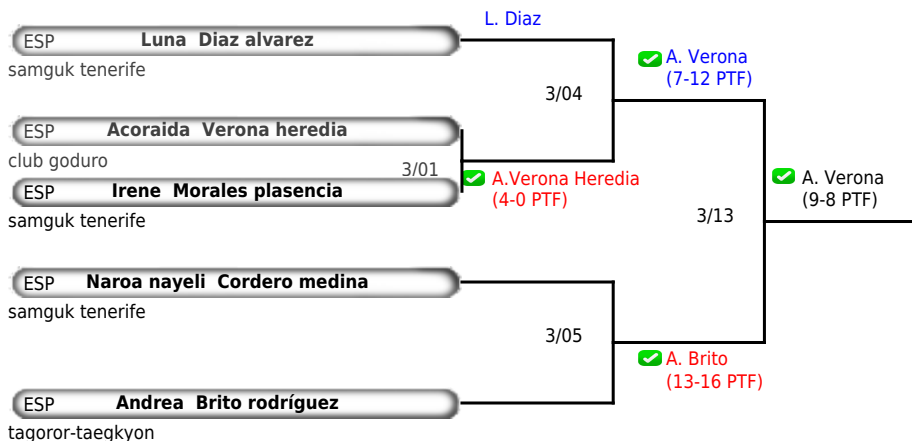 L. Diaz
ESP Luna Diaz alvarez
samguk tenerife
A. Verona
(7-12 PTF)
3/04
ESP Acoraida Verona heredia
club goduro
3/01
A.Verona Heredia
(4-0 PTF)
A. Verona
(9-8 PTF)
ESP Irene Morales plasencia
samguk tenerife
3/13
ESP Naroa nayeli Cordero medina
samguk tenerife
3/05
A. Brito
(13-16 PTF)
ESP Andrea Brito rodríguez
tagoror-taegkyon